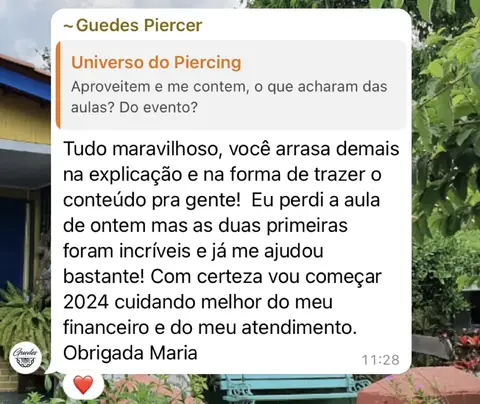 ~Guedes Piercer
Universo do Piercing
Aproveitem e me contem, o que acharam das
aulas? Do evento?
Tudo maravilhoso, você arrasa demais
na explicação e na forma de trazer o
conteúdo pra gente!  Eu perdi a aula
de ontem mas as duas primeiras
foram incríveis e já me ajudou
bastante! Com certeza vou começar
2024 cuidando melhor do meu
financeiro e do meu atendimento.
Obrigada Maria
11:28
Guedes